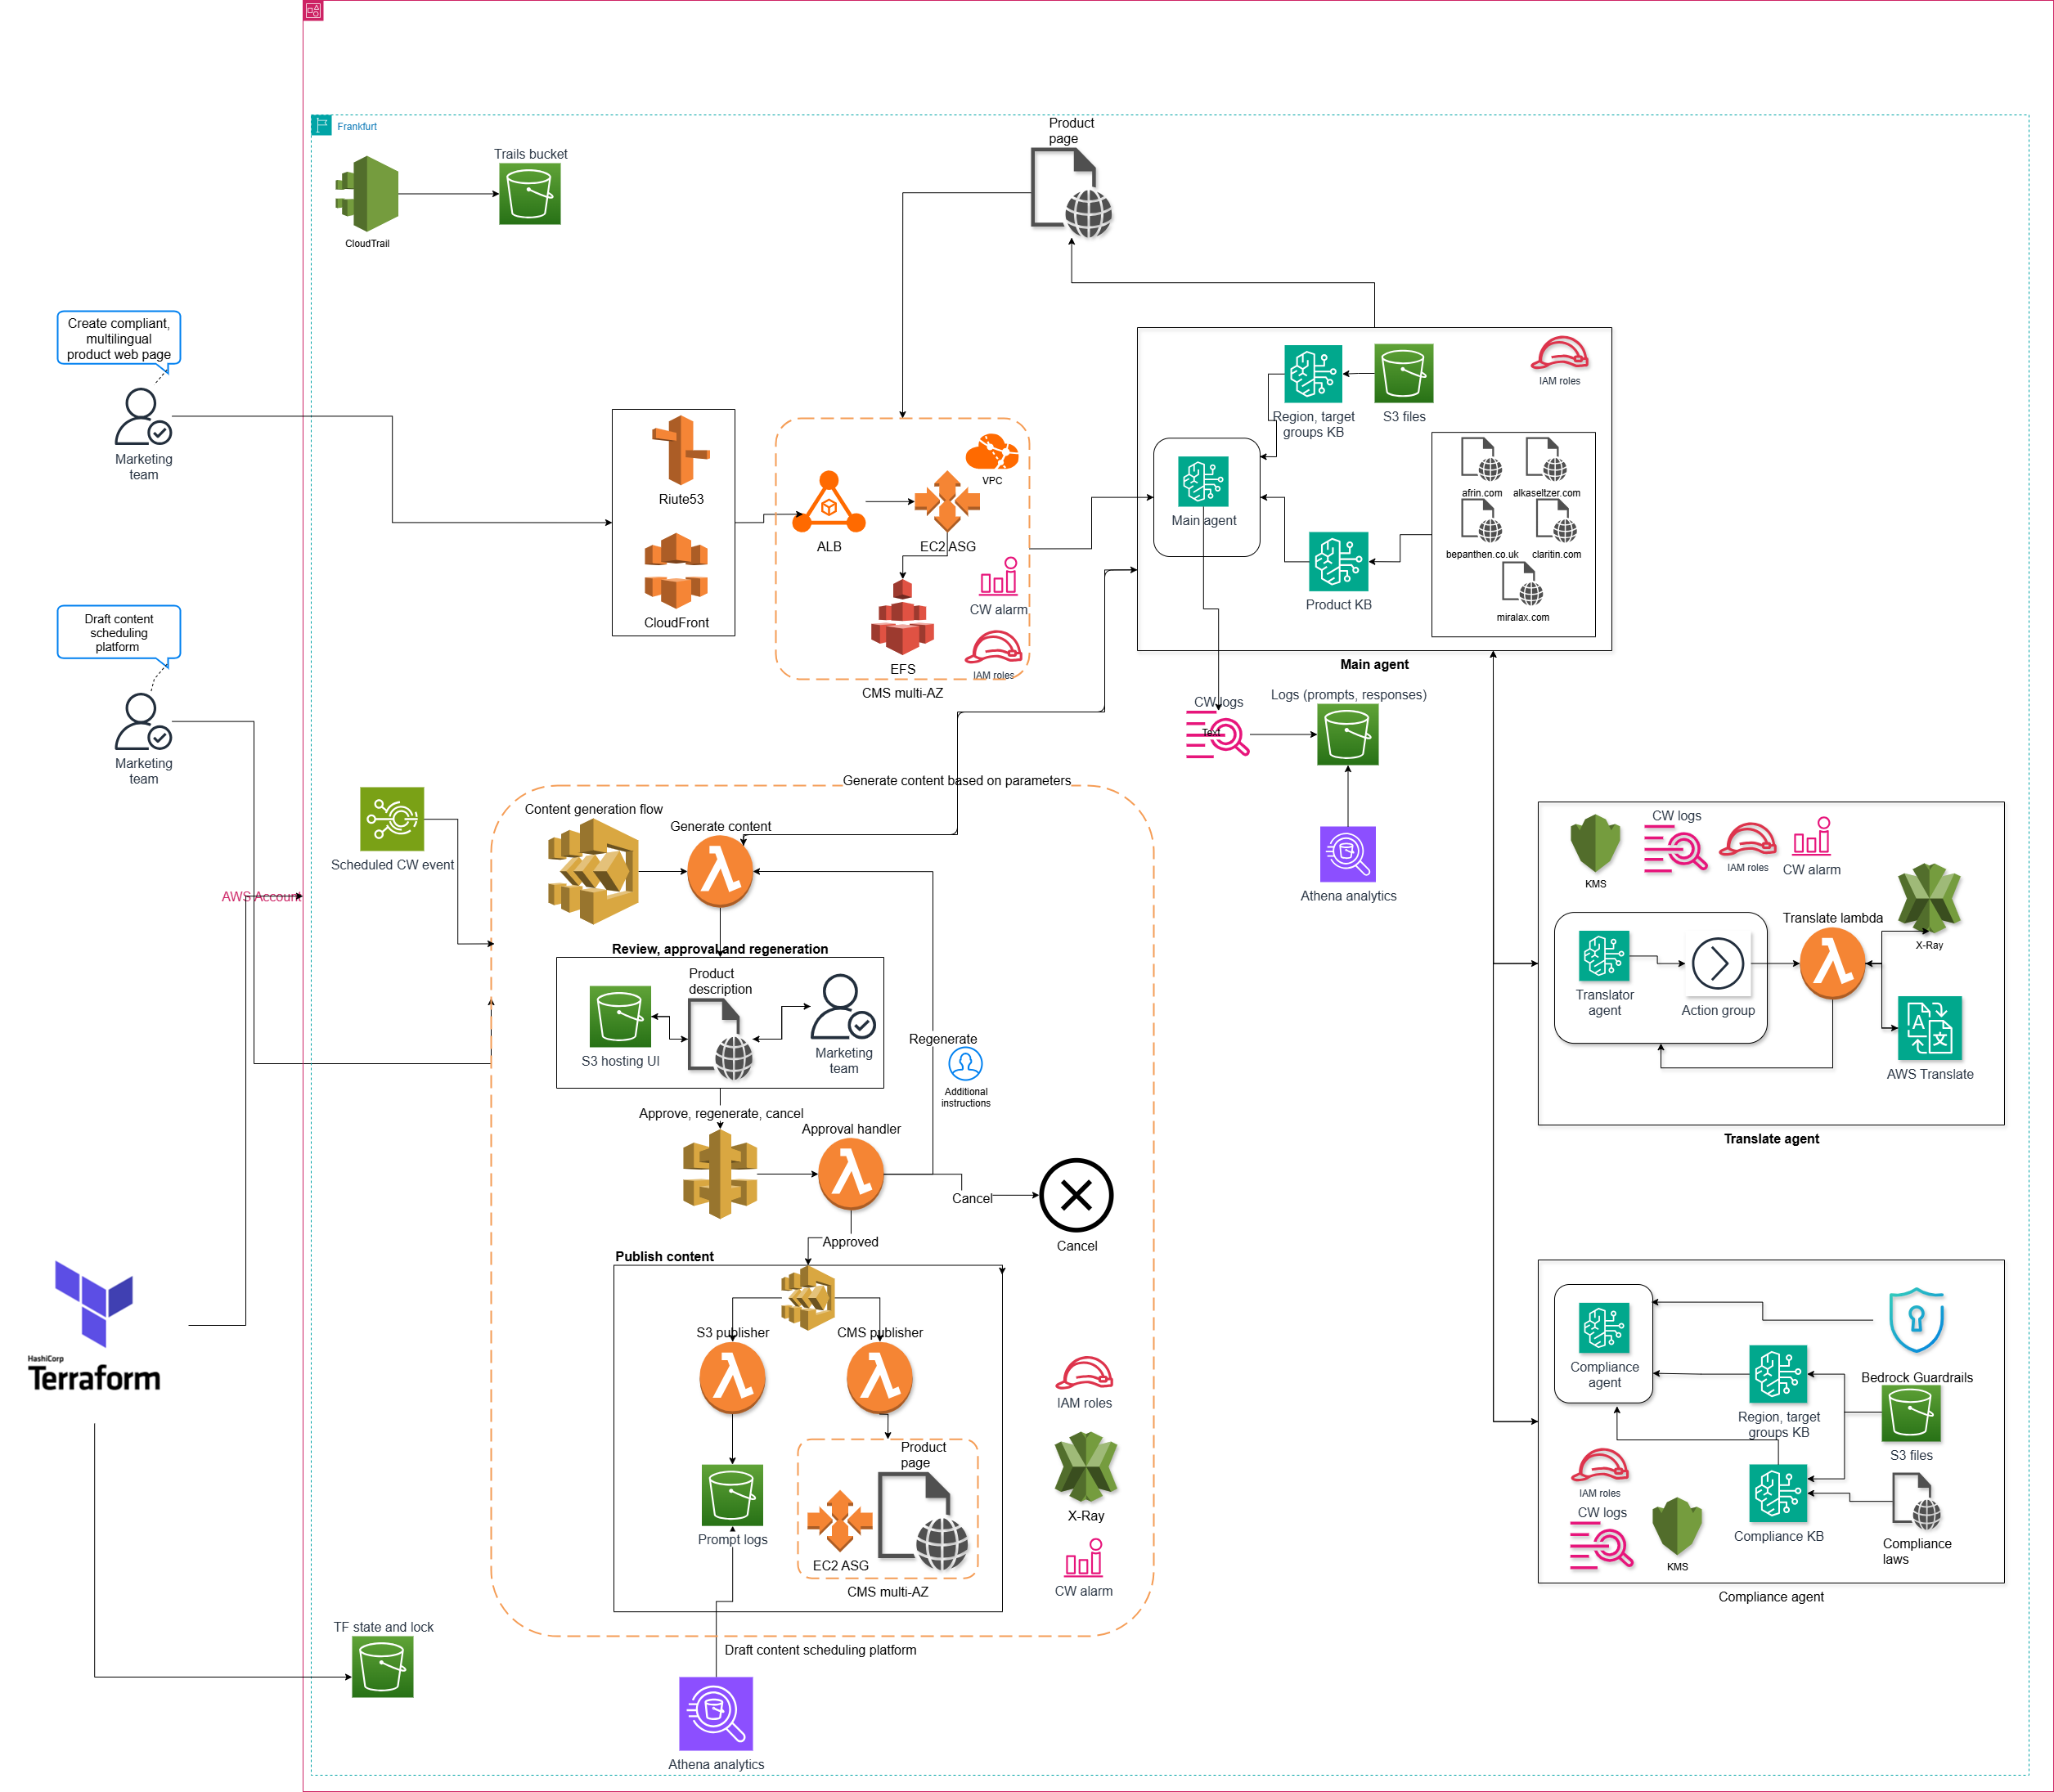 Frankfurt
Trails bucket
CloudTrail
Product
page
Create compliant,
multilingual
product web page
Marketing
team
Riute53
CloudFront
ALB
EC2 ASG
VPC
EFS
CW alarm
IAM roles
CMS multi-AZ
Region, target
groups KB
S3 files
IAM roles
Main agent
Product KB
afrin.com
alkaseltzer.com
bepanthen.co.uk
claritin.com
miralax.com
Main agent
Draft content
scheduling
platform
Marketing
team
CW logs
Text
Logs (prompts, responses)
Athena analytics
Scheduled CW event
AWS Account
Generate content based on parameters
Content generation flow
Generate content
Review, approval and regeneration
Product
description
S3 hosting UI
Marketing
team
Regenerate
Additional
instructions
Approve, regenerate, cancel
Approval handler
Cancel
Cancel
Approved
Publish content
S3 publisher
CMS publisher
Prompt logs
Product
page
EC2 ASG
CMS multi-AZ
IAM roles
X-Ray
CW alarm
Draft content scheduling platform
Athena analytics
KMS
CW logs
IAM roles
CW alarm
X-Ray
Translate lambda
Translator
agent
Action group
AWS Translate
Translate agent
Compliance
agent
Bedrock Guardrails
Region, target
groups KB
S3 files
IAM roles
CW logs
KMS
Compliance KB
Compliance
laws
Compliance agent
HashiCorp
Terraform
TF state and lock